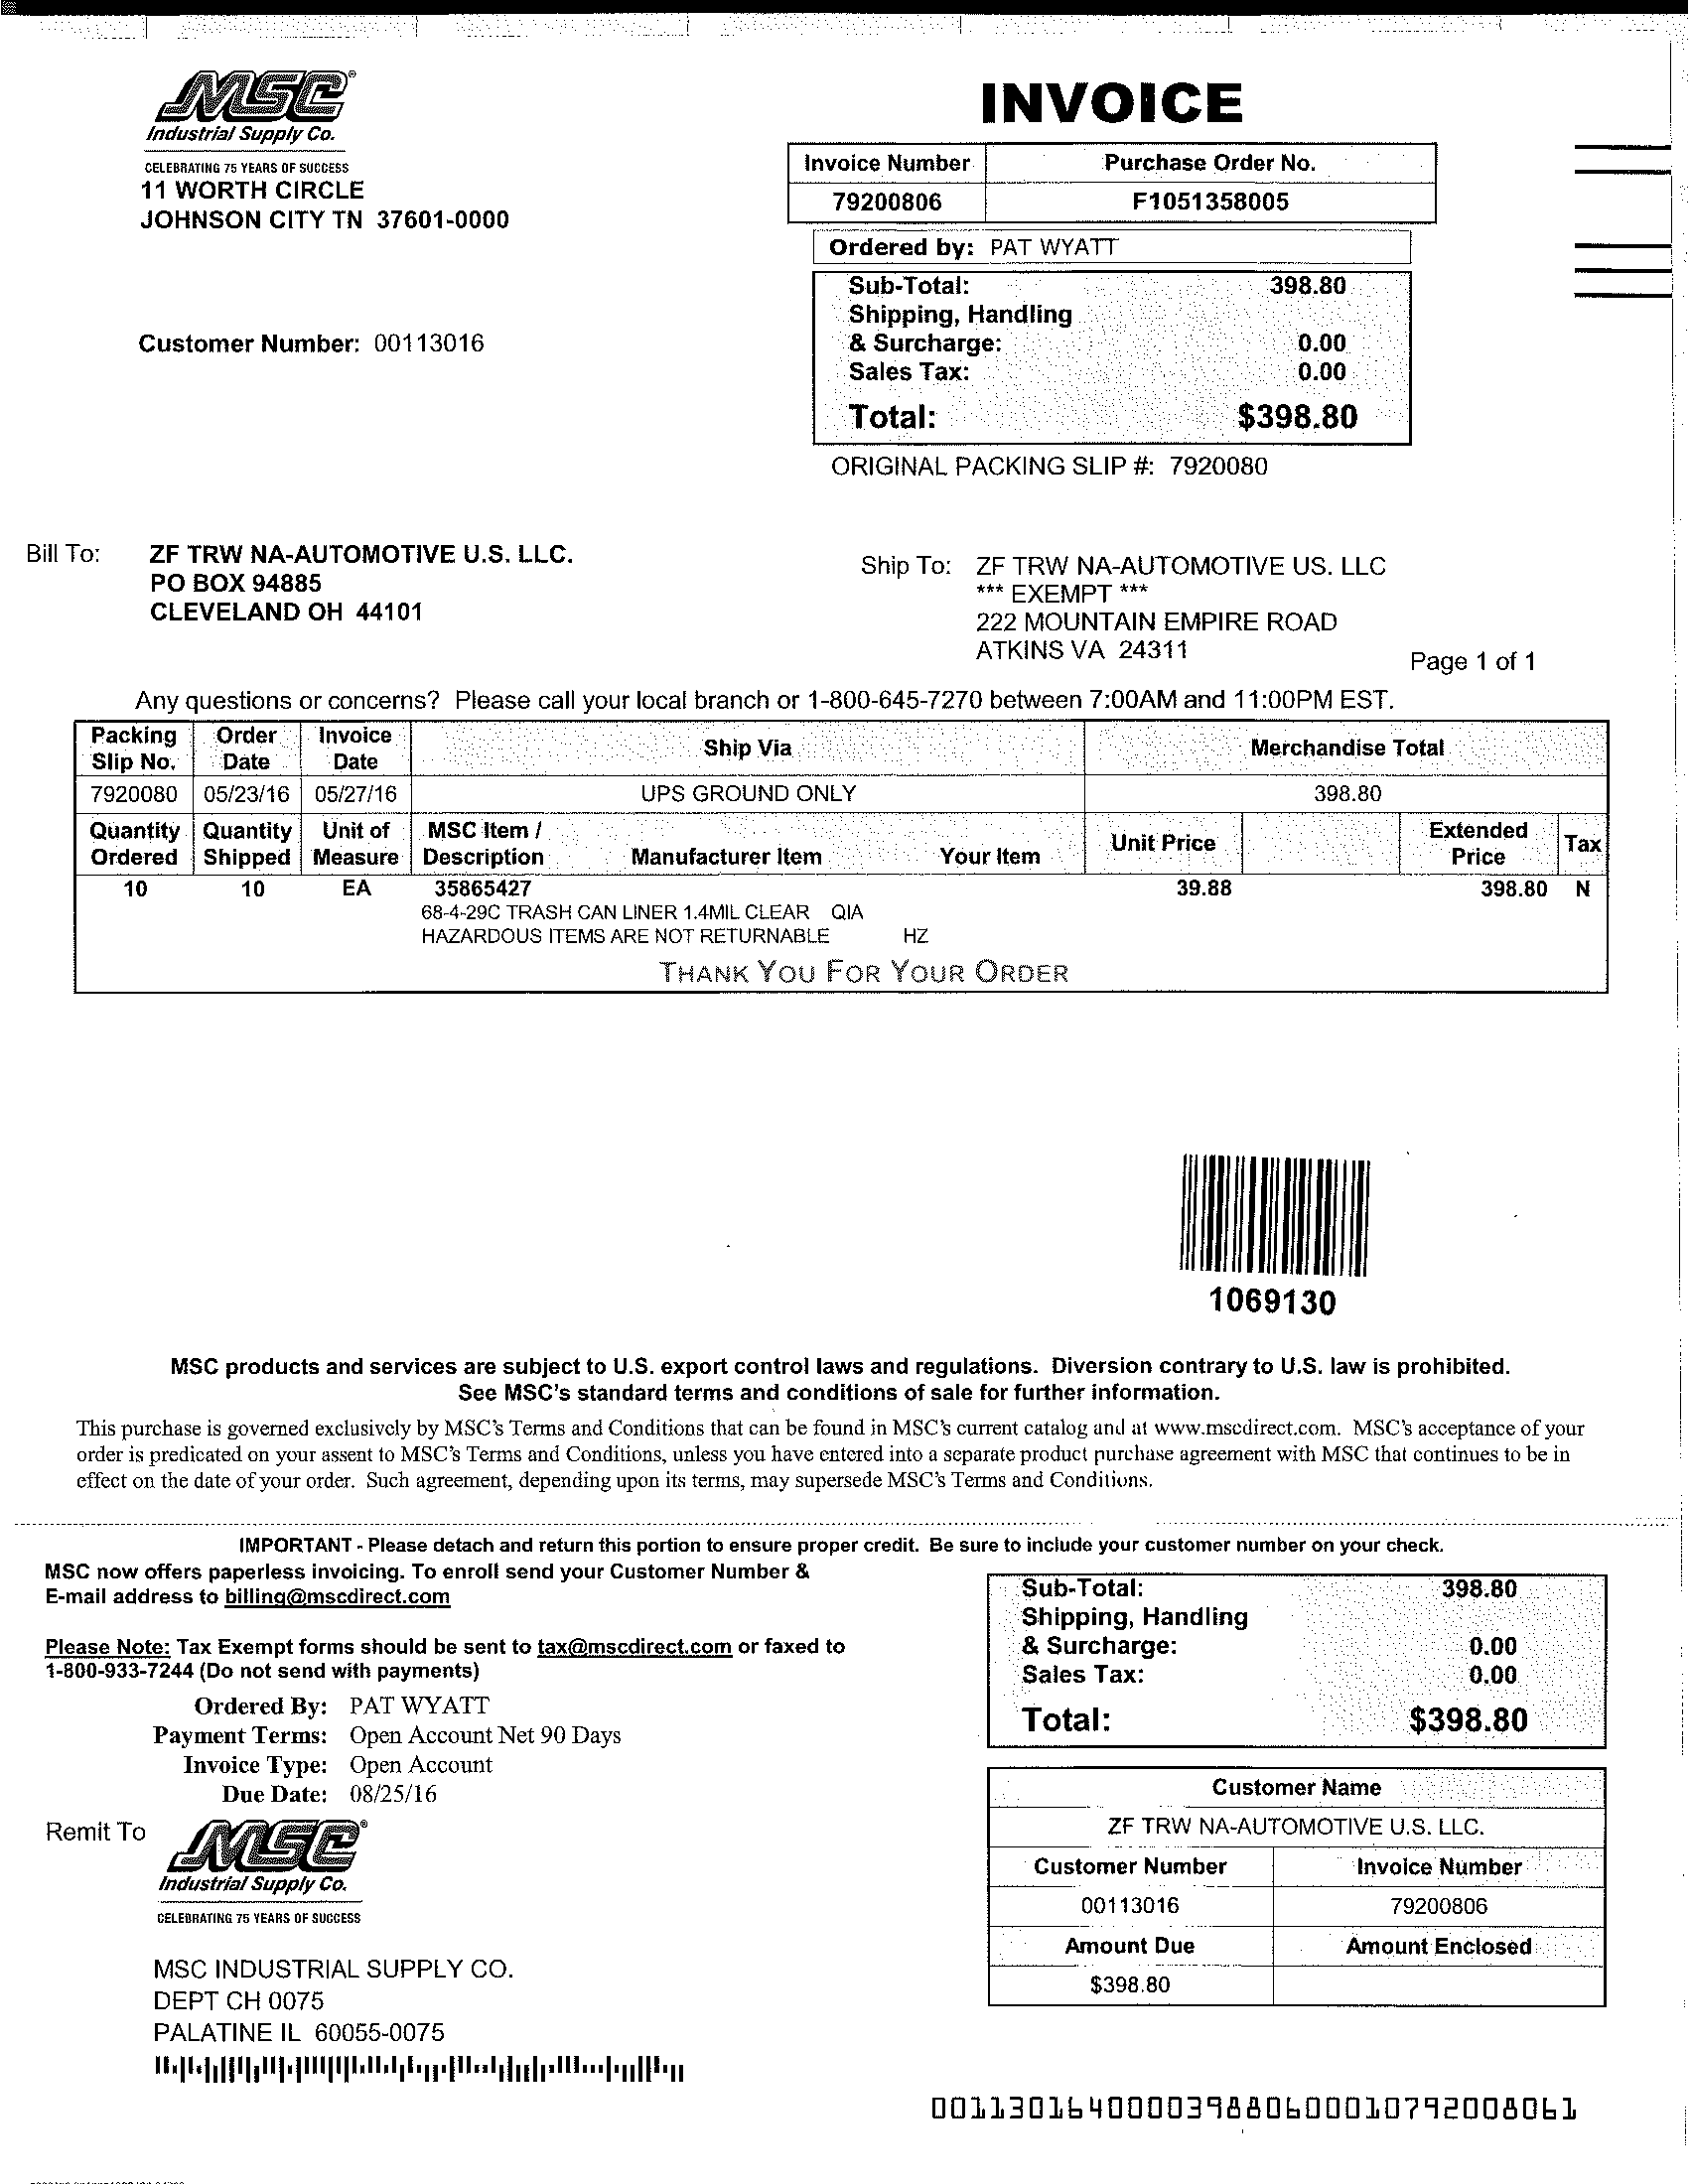 MSC®
Industrial Supply Co.
CELEBRATING 75 YEARS OF SUCCESS
11 WORTH CIRCLE
JOHNSON CITY TN 37601-0000
Customer Number: 00113016
INVOICE
Invoice Number Purchase Order No.
79200806 F1051358005
Ordered by: PAT WYATT
Sub-Total: 398.80
Shipping, Handling
& Surcharge: 0.00
Sales Tax: 0.00
Total: $398.80
ORIGINAL PACKING SLIP #: 7920080
Bill To: ZF TRW NA-AUTOMOTIVE U.S. LLC.
PO BOX 94885
CLEVELAND OH 44101
Ship To: ZF TRW NA-AUTOMOTIVE US. LLC
*** EXEMPT ***
222 MOUNTAIN EMPIRE ROAD
ATKINS VA 24311
Page 1 of 1
Any questions or concerns? Please call your local branch or 1-800-645-7270 between 7:00AM and 11:00PM EST.
Packing Slip No. Order Date Invoice Date Ship Via Merchandise Total
7920080 05/23/16 05/27/16 UPS GROUND ONLY 398.80
Quantity Ordered Quantity Shipped Unit of Measure MSC Item / Description Manufacturer Item Your Item Unit Price Extended Price Tax
10 10 EA 35865427 39.88 398.80 N
68-4-29C TRASH CAN LINER 1.4MIL CLEAR QIA
HAZARDOUS ITEMS ARE NOT RETURNABLE HZ
THANK YOU FOR YOUR ORDER
1069130
MSC products and services are subject to U.S. export control laws and regulations. Diversion contrary to U.S. law is prohibited.
See MSC's standard terms and conditions of sale for further information.
This purchase is governed exclusively by MSC's Terms and Conditions that can be found in MSC's current catalog and at www.mscdirect.com. MSC's acceptance of your
order is predicated on your assent to MSC's Terms and Conditions, unless you have entered into a separate product purchase agreement with MSC that continues to be in
effect on the date of your order. Such agreement, depending upon its terms, may supersede MSC's Terms and Conditions.
IMPORTANT - Please detach and return this portion to ensure proper credit. Be sure to include your customer number on your check.
MSC now offers paperless invoicing. To enroll send your Customer Number &
E-mail address to billing@mscdirect.com
Please Note: Tax Exempt forms should be sent to tax@mscdirect.com or faxed to
1-800-933-7244 (Do not send with payments)
Ordered By: PAT WYATT
Payment Terms: Open Account Net 90 Days
Invoice Type: Open Account
Due Date: 08/25/16
Sub-Total: 398.80
Shipping, Handling
& Surcharge: 0.00
Sales Tax: 0.00
Total: $398.80
Customer Name
ZF TRW NA-AUTOMOTIVE U.S. LLC.
Customer Number Invoice Number
00113016 79200806
Amount Due Amount Enclosed
$398.80
Remit To
MSC®
Industrial Supply Co.
CELEBRATING 75 YEARS OF SUCCESS
MSC INDUSTRIAL SUPPLY CO.
DEPT CH 0075
PALATINE IL 60055-0075
001130164000039880600010792008061